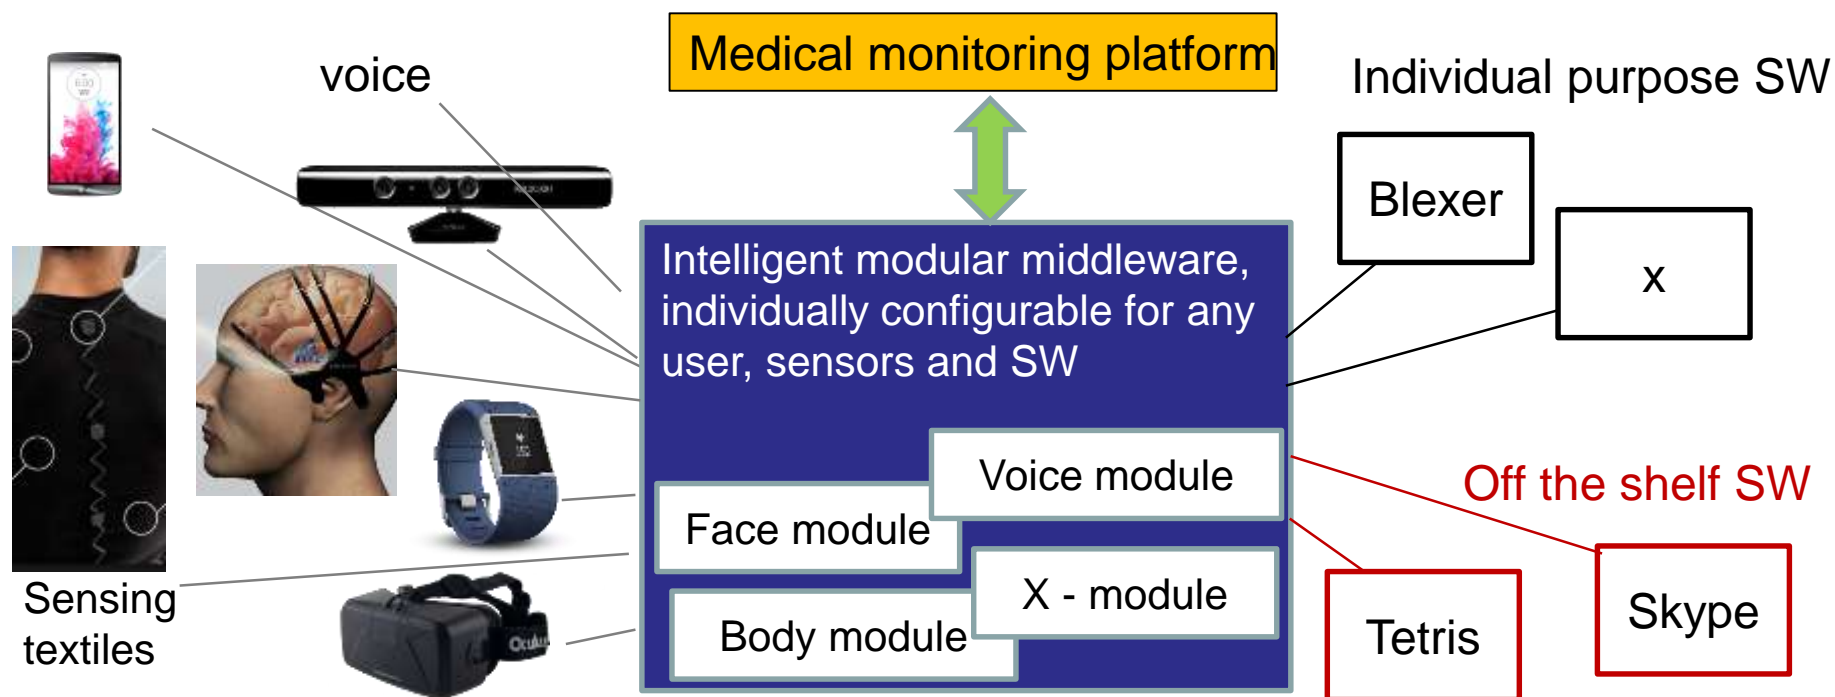 Medical monitoring platform
voice
Individual purpose SW
Blexer
x
Intelligent modular middleware,
individually configurable for any
user, sensors and SW
Voice module
Face module
X - module
Body module
Off the shelf SW
Skype
Tetris
Sensing
textiles